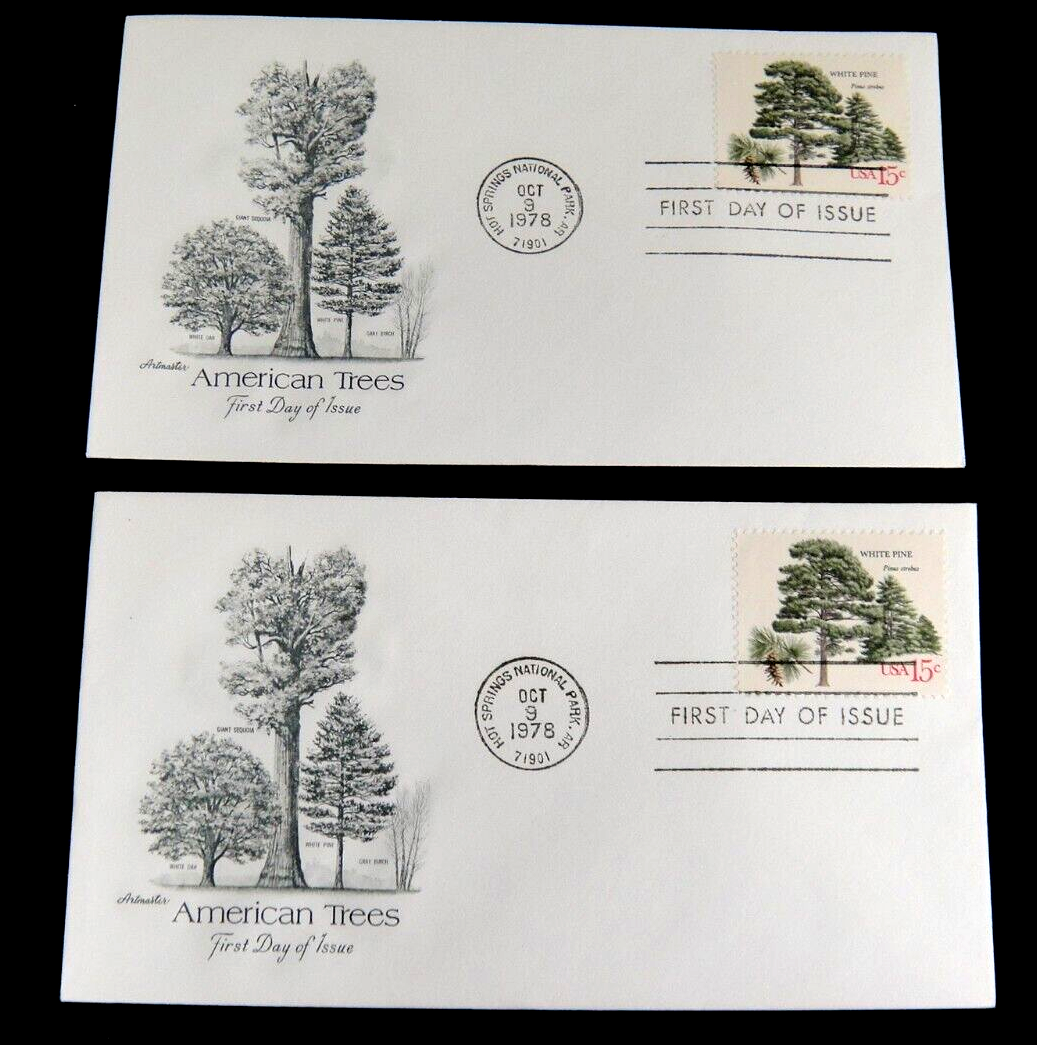 WHITE PINE
Pinus strobus
USA 15c
HOT SPRINGS NATIONAL PARK, AR
OCT
9
1978
71901
FIRST DAY OF ISSUE
GIANT SEQUOIA
WHITE PINE
GRAY BIRCH
WHITE OAK
Artmaster
American Trees
First Day of Issue
WHITE PINE
Pinus strobus
USA 15c
HOT SPRINGS NATIONAL PARK, AR
OCT
9
1978
71901
FIRST DAY OF ISSUE
GIANT SEQUOIA
WHITE PINE
GRAY BIRCH
WHITE OAK
Artmaster
American Trees
First Day of Issue